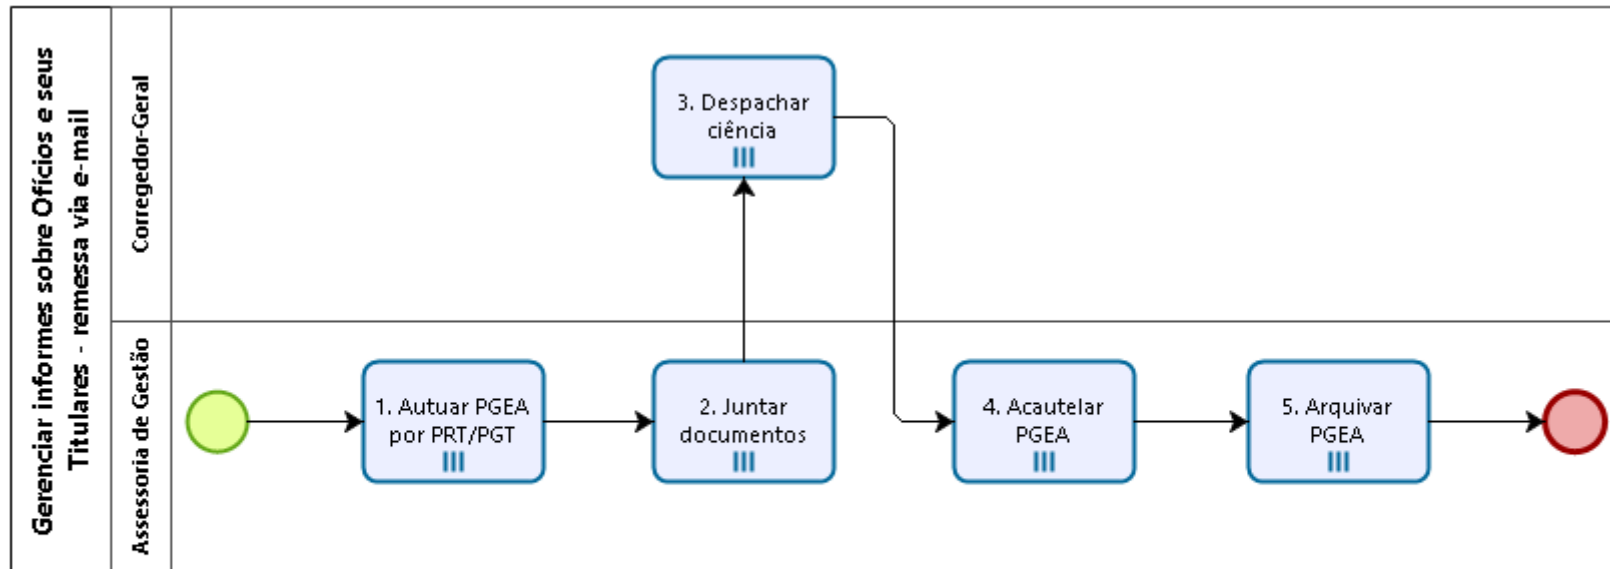 Gerenciar informes sobre Ofícios e seus
Titulares - remessa via e-mail
Corregedor-Geral
3. Despachar
ciência
Assessoria de Gestão
1. Autuar PGEA
por PRT/PGT
2. Juntar
documentos
4. Acautelar
PGEA
5. Arquivar
PGEA